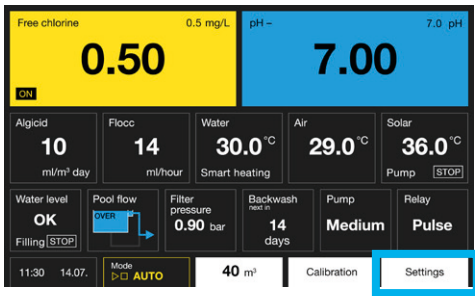 Free chlorine 0.5 mg/L
0.50
ON
pH – 7.0 pH
7.00
Algicid
10
ml/m³ day
Flocc
14
ml/hour
Water
30.0 °C
Smart heating
Air
29.0 °C
Solar
36.0 °C
Pump STOP
Water level
OK
Filling STOP
Pool flow
OVER
Filter
pressure
0.90 bar
Backwash
next in
14
days
Pump
Medium
Relay
Pulse
11:30 14.07.
Mode
AUTO
40 m³
Calibration
Settings